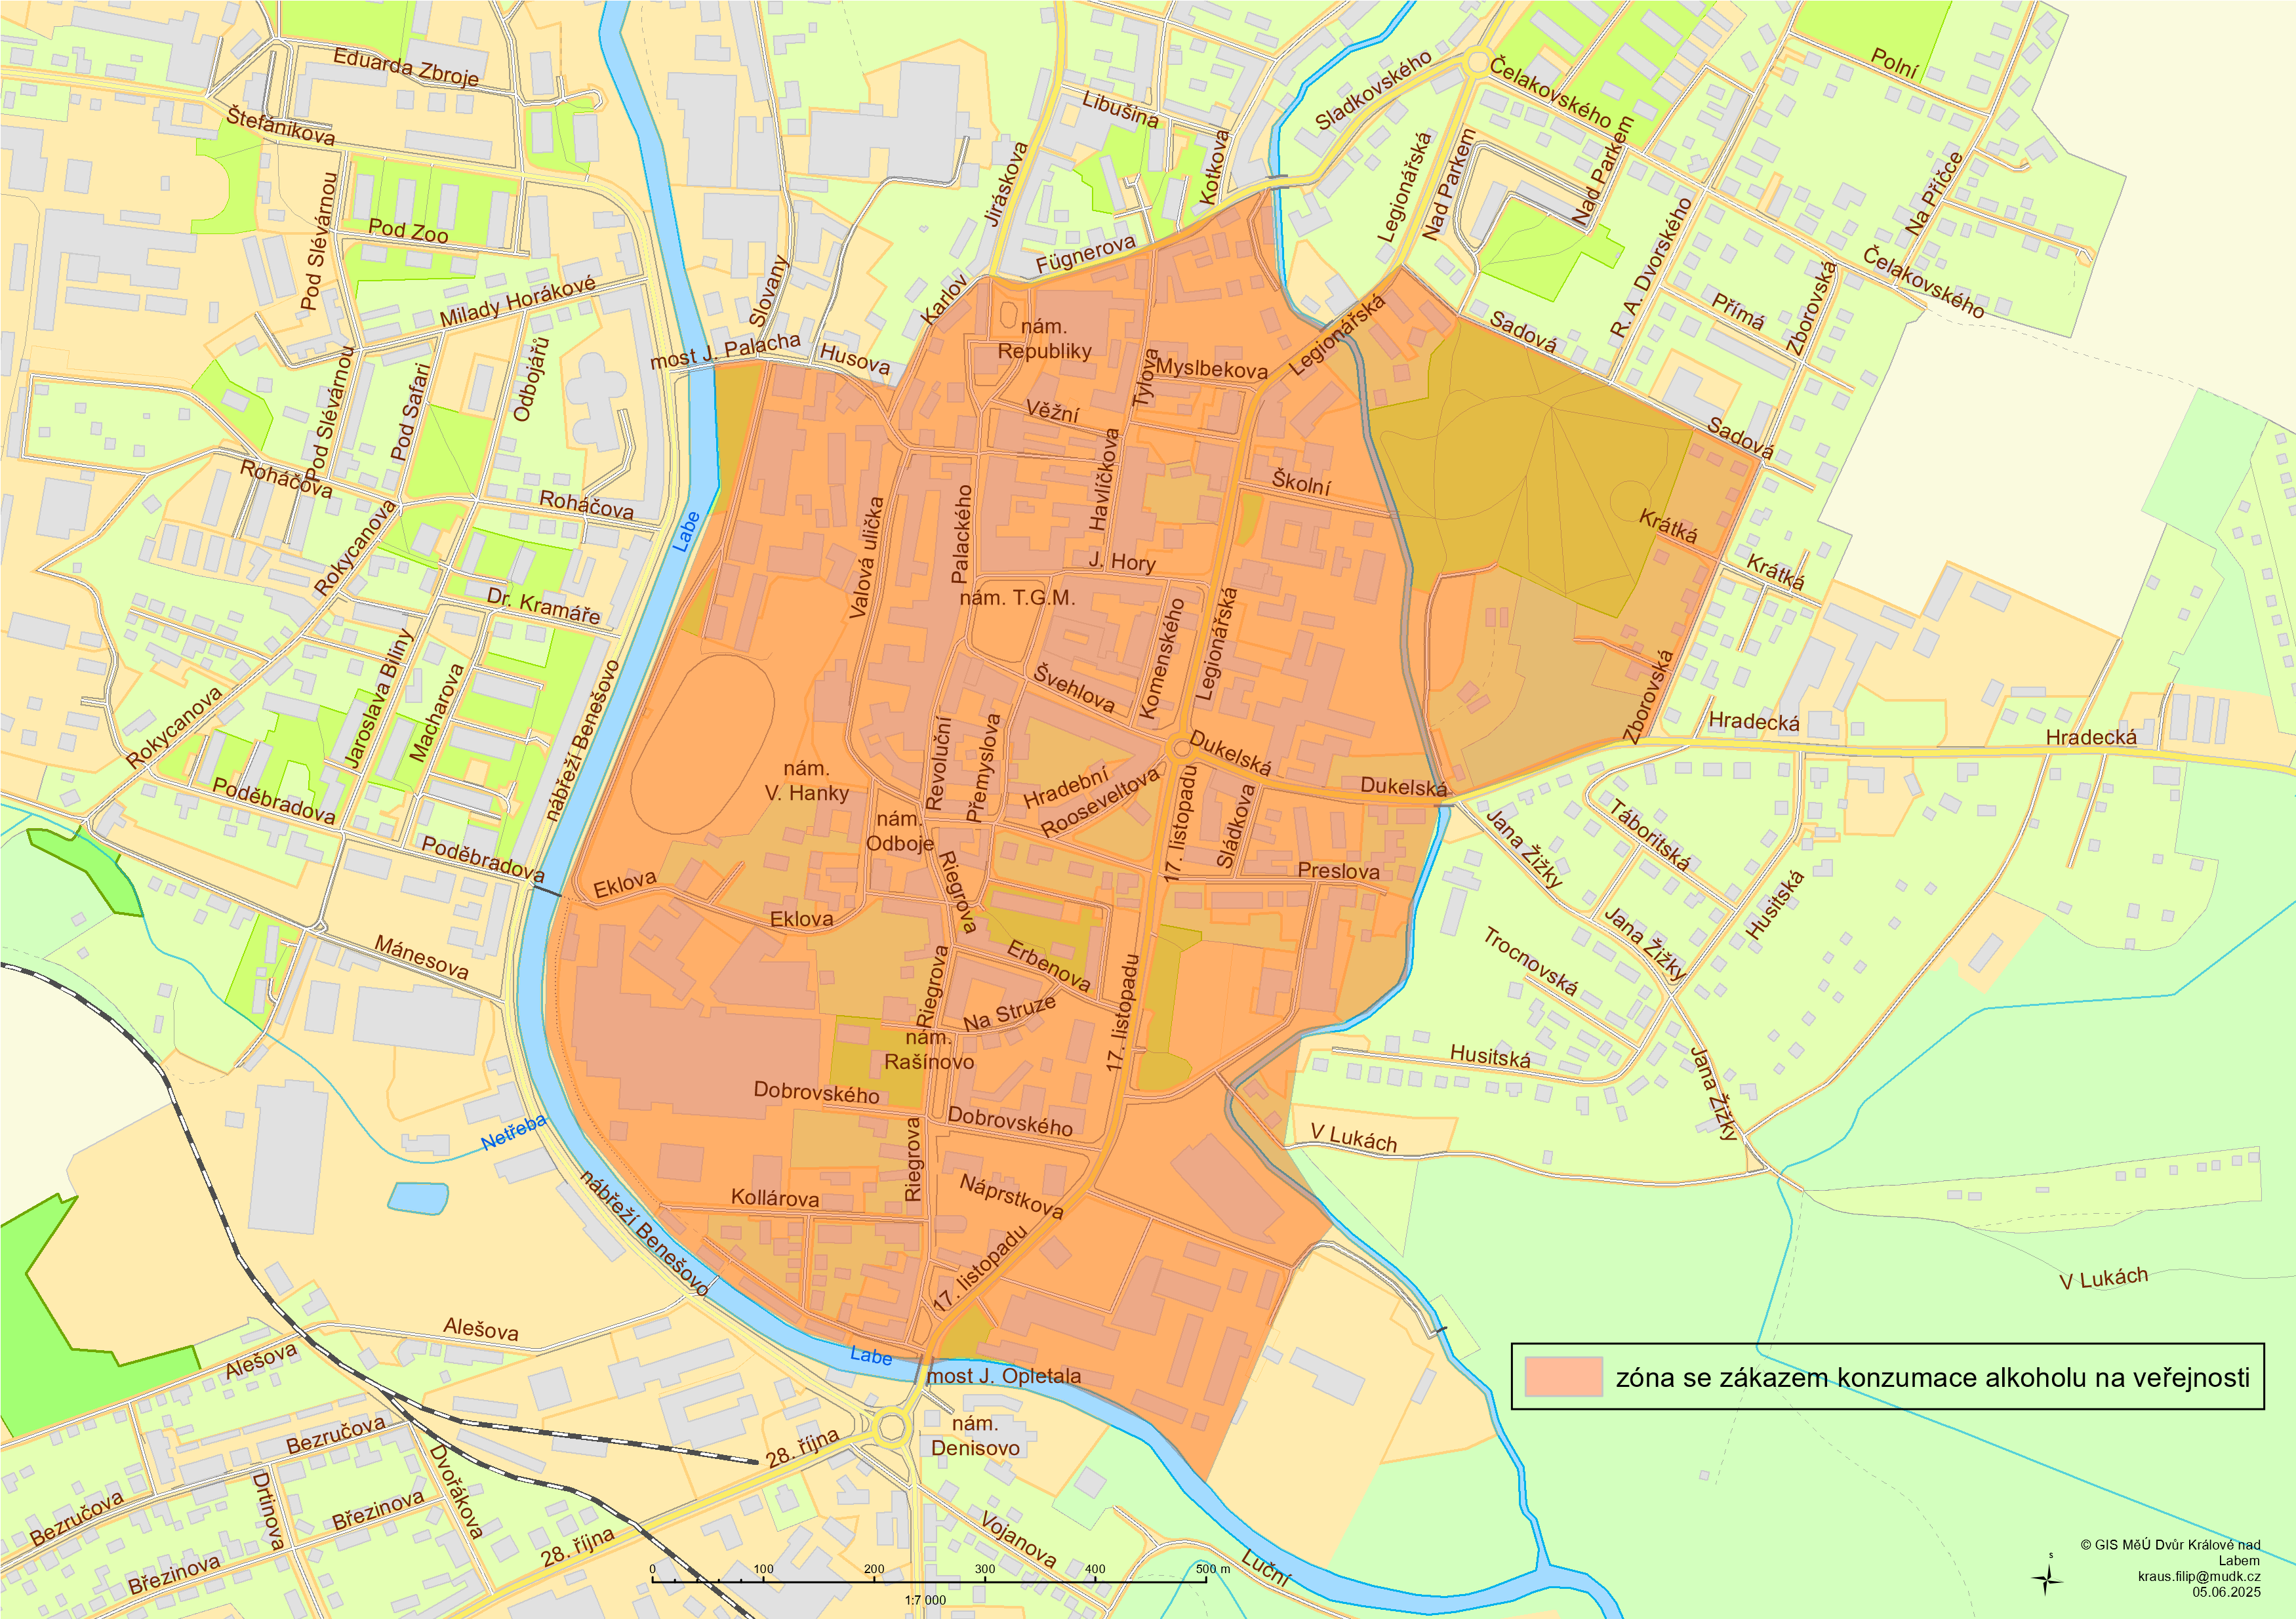 Eduarda Zbroje
Štefánikova
Pod Slévárnou
Pod Zoo
Milady Horákové
Pod Slévárnou
Pod Safari
Odbojářů
Roháčova
Roháčova
Rokycanova
Rokycanova
Dr. Kramáře
Jaroslava Biliny
Macharova
nábřeží Benešovo
Poděbradova
Poděbradova
Mánesova
Netřeba
Labe
Slovany
most J. Palacha
Husova
Karlov
Jiráskova
Libušina
Kotkova
Fügnerova
Sladkovského
Čelakovského
Legionářská
Nad Parkem
Nad Parkem
Polní
Na Příčce
Čelakovského
R. A. Dvorského
Přímá
Zborovská
Sadová
Sadová
Krátká
Krátká
Zborovská
Hradecká
Hradecká
nám.
Republiky
Myslbekova
Legionářská
Tylova
Věžní
Havlíčkova
Školní
Valová ulička
Palackého
J. Hory
nám. T.G.M.
Komenského
Legionářská
Švehlova
Revoluční
Přemyslova
Dukelská
Dukelská
Hradební
Rooseveltova
17. listopadu
Sládkova
Preslova
nám.
V. Hanky
nám.
Odboje
Riegrova
Eklova
Eklova
Erbenova
Riegrova
Na Struze
17. listopadu
nám.
Rašínovo
Dobrovského
Dobrovského
Riegrova
Náprstkova
Kollárova
17. listopadu
nábřeží Benešovo
Labe
most J. Opletala
nám.
Denisovo
Táboritská
Jana Žižky
Husitská
Jana Žižky
Trocnovská
Husitská
Jana Žižky
V Lukách
V Lukách
Alešova
Alešova
Bezručova
Bezručova
Drtinova
Březinova
Březinova
Dvořákova
28. října
28. října
Vojanova
Luční
zóna se zákazem konzumace alkoholu na veřejnosti
0 100 200 300 400 500 m
1:7 000
s
© GIS MěÚ Dvůr Králové nad
Labem
kraus.filip@mudk.cz
05.06.2025